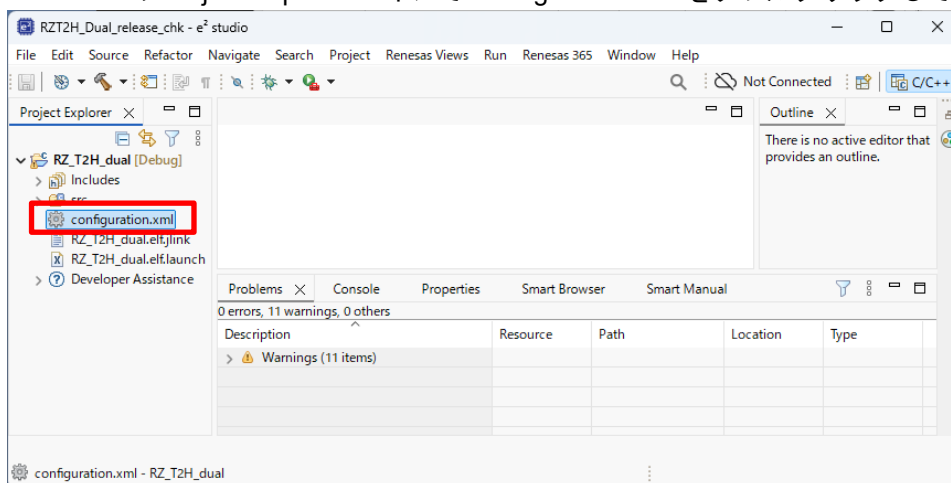 RZT2H_Dual_release_chk - e² studio
File Edit Source Refactor Navigate Search Project Renesas Views Run Renesas 365 Window Help
Not Connected
C/C++
Project Explorer
Outline
There is no active editor that
provides an outline.
RZ_T2H_dual [Debug]
Includes
src
configuration.xml
RZ_T2H_dual.elf.jlink
RZ_T2H_dual.elf.launch
Developer Assistance
Problems Console Properties Smart Browser Smart Manual
0 errors, 11 warnings, 0 others
Description Resource Path Location Type
Warnings (11 items)
configuration.xml - RZ_T2H_dual